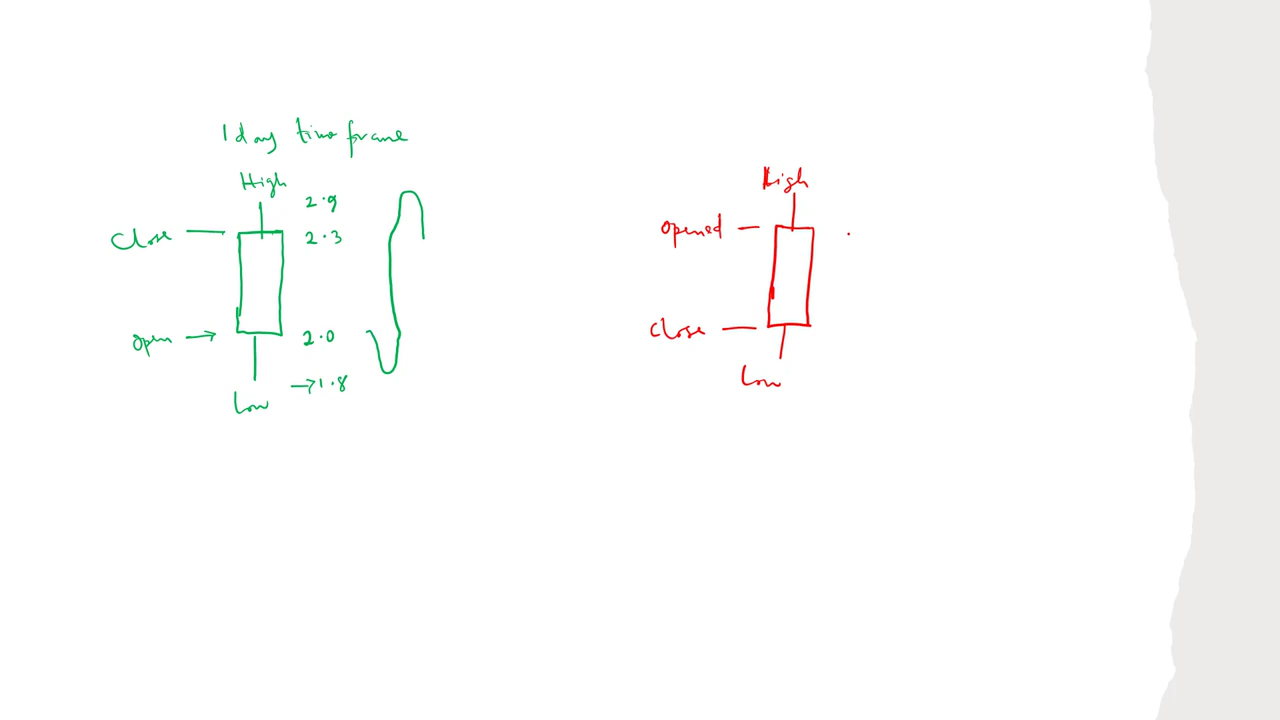 1 day time frame
High
2.9
Close
2.3
open
2.0
1.8
Low
High
opened
Close
Low